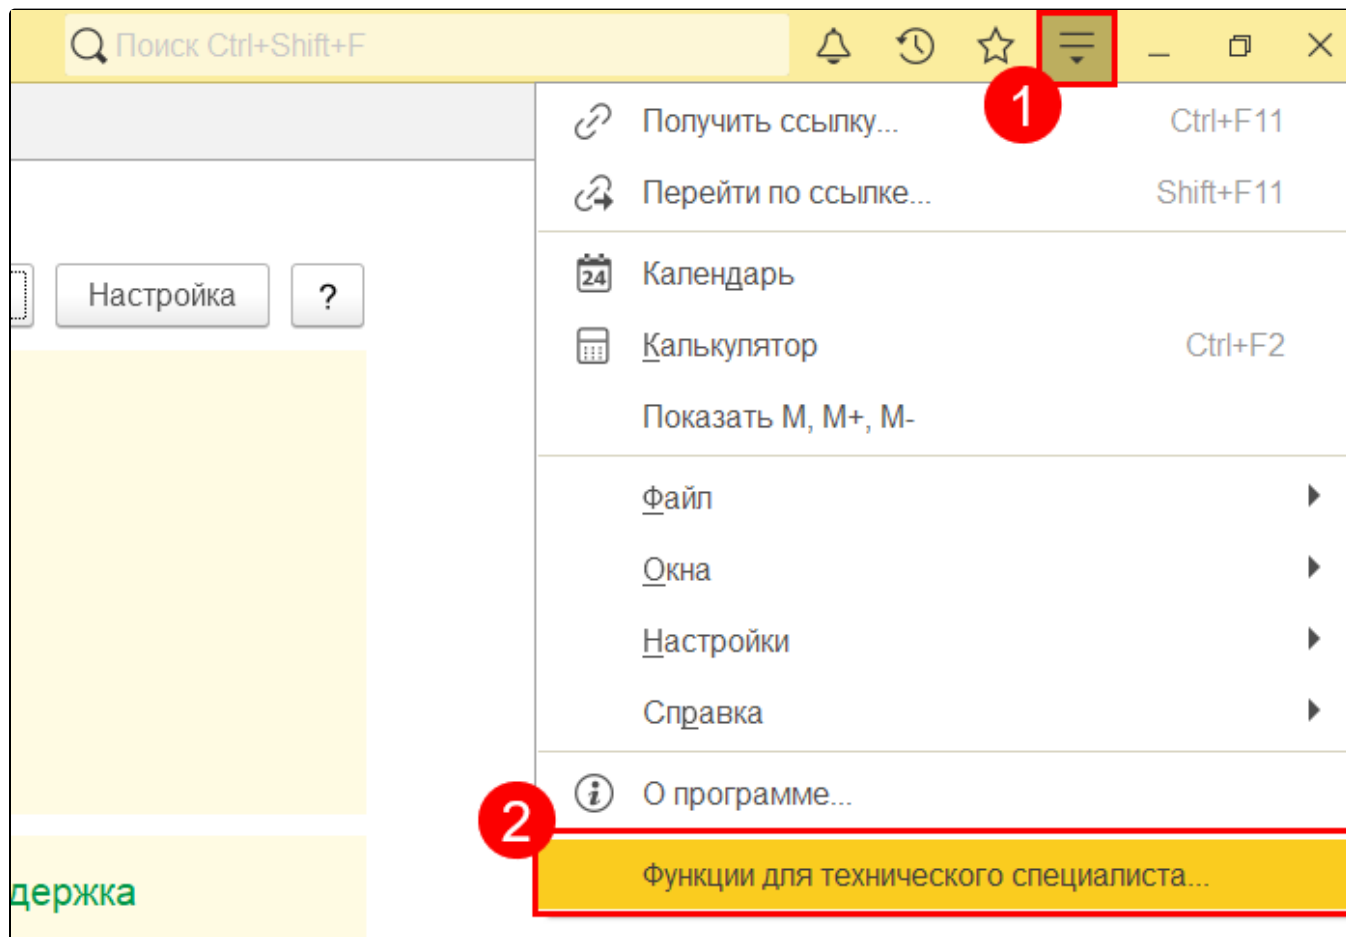 Поиск Ctrl+Shift+F
1
Получить ссылку... Ctrl+F11
Перейти по ссылке... Shift+F11
24 Календарь
Настройка ?
Калькулятор Ctrl+F2
Показать M, M+, M-
Файл
Окна
Настройки
Справка
i О программе...
2
Функции для технического специалиста...
держка